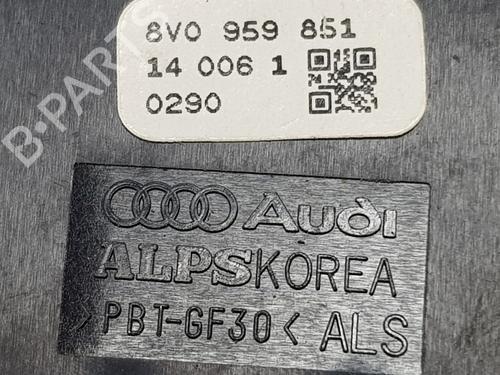 8V0 959 851
14 006 1
0290
Audi
ALPSKOREA
>PBT-GF30< ALS
B-PARTS